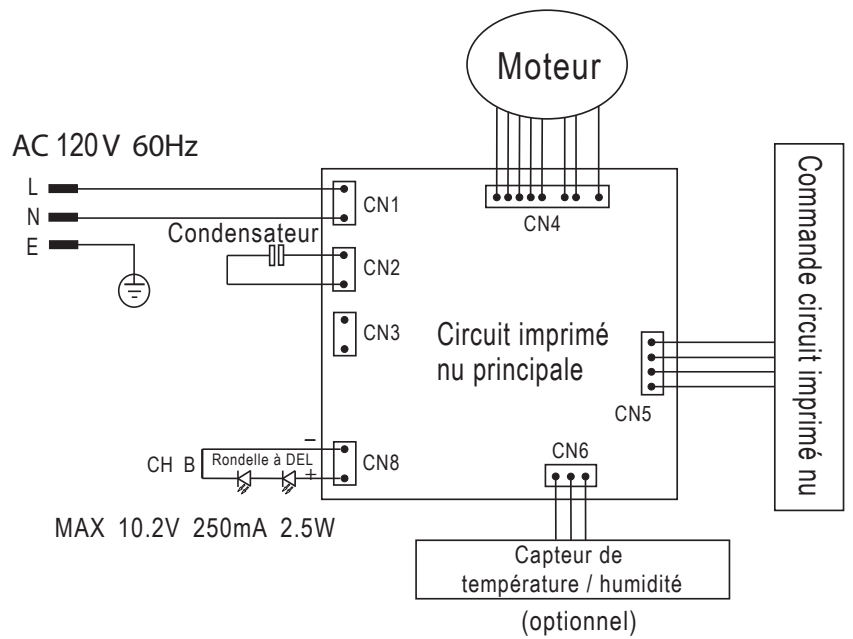 Moteur
AC 120 V 60Hz
L
N
E
CN1
CN4
Condensateur
CN2
CN3
Circuit imprimé
nu principale
CN5
Commande circuit imprimé nu
CH B
Rondelle à DEL
−
+
CN8
CN6
MAX 10.2V 250mA 2.5W
Capteur de
température / humidité
(optionnel)